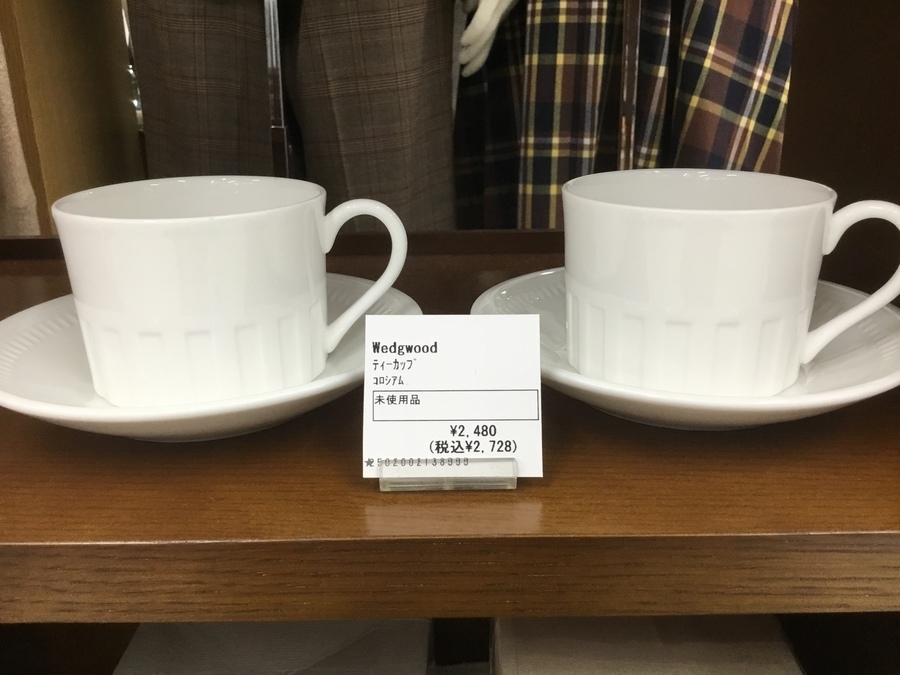 Wedgwood
ティーカップ
コロシアム
未使用品
¥2,480
(税込¥2,728)